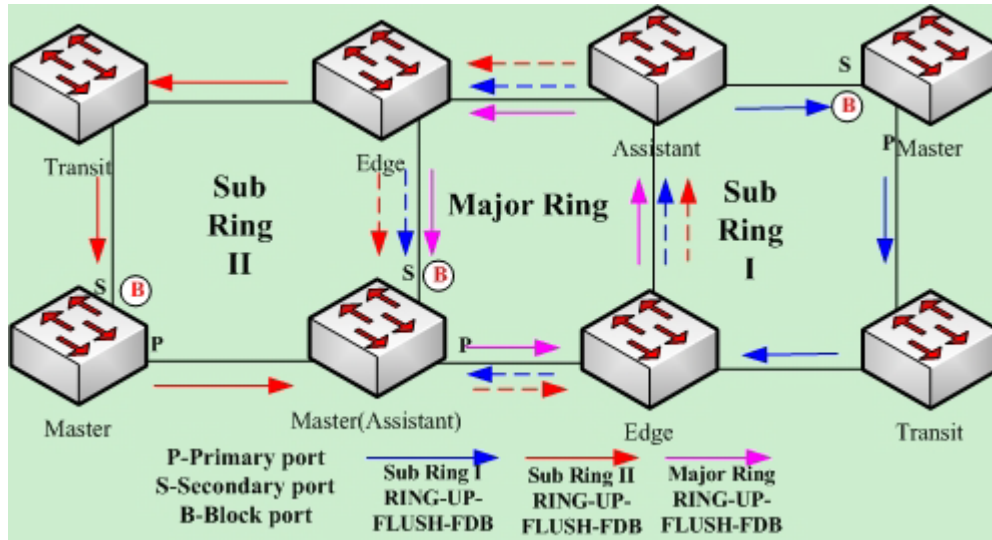 S
B
P
Transit
Edge
Assistant
Master
Sub
Ring
II
Major Ring
Sub
Ring
I
S
B
S
B
P
P
Master
Master(Assistant)
Edge
Transit
P-Primary port
S-Secondary port
B-Block port
Sub Ring I
RING-UP-
FLUSH-FDB
Sub Ring II
RING-UP-
FLUSH-FDB
Major Ring
RING-UP-
FLUSH-FDB